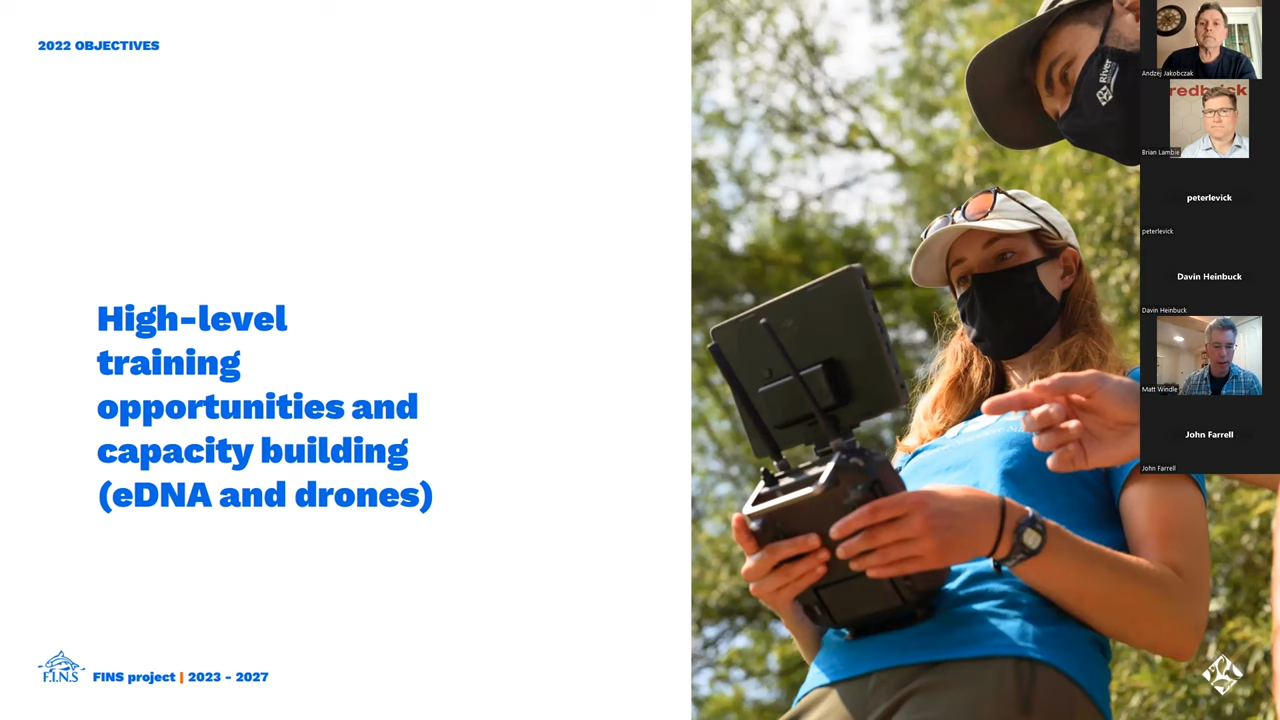 2022 OBJECTIVES
High-level
training
opportunities and
capacity building
(eDNA and drones)
F.I.N.S
FINS project | 2023 - 2027
River
Andzej Jakobczak
redbrick
Brian Lambie
peterlevick
peterlevick
Davin Heinbuck
Davin Heinbuck
Matt Windle
John Farrell
John Farrell